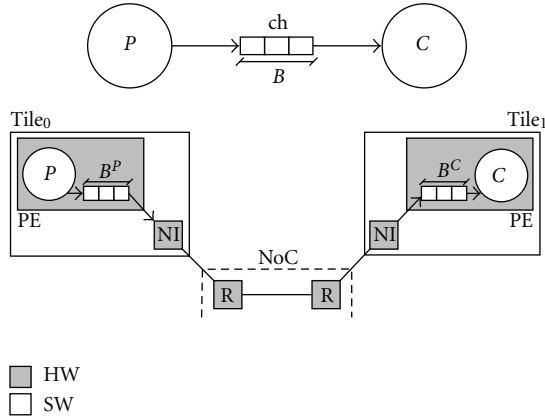 ch
P C
B
Tile₀ Tile₁
P Bᴾ Bᶜ C
PE PE
NI NI
NoC
R R
HW
SW